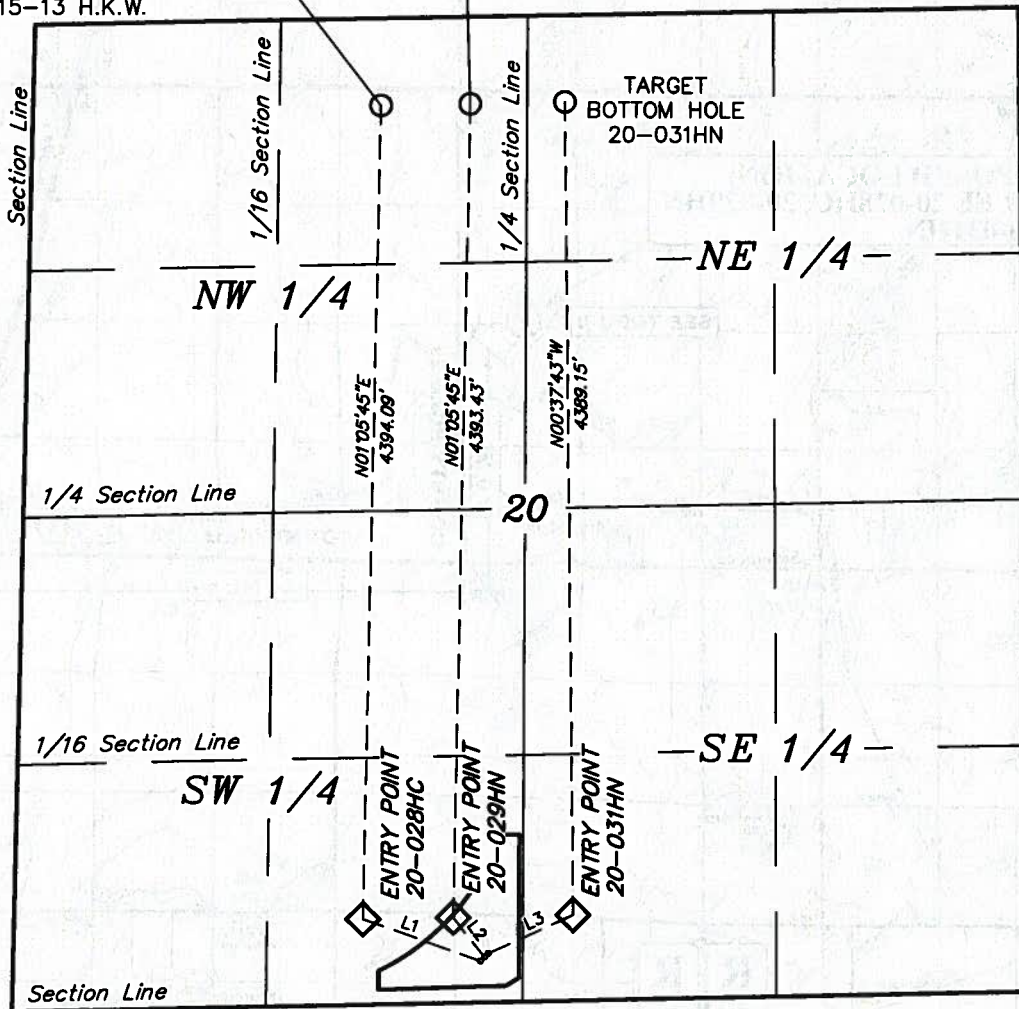 15-13 H.K.W.
Section Line
1/16 Section Line
1/4 Section Line
TARGET
BOTTOM HOLE
20-031HN
NW 1/4
NE 1/4
N01°05'45"E
4394.09'
N01°05'45"E
4393.43'
N00°37'43"W
4389.15'
1/4 Section Line
20
1/16 Section Line
SW 1/4
SE 1/4
ENTRY POINT
20-028HC
ENTRY POINT
20-029HN
ENTRY POINT
20-031HN
L1
L2
L3
Section Line